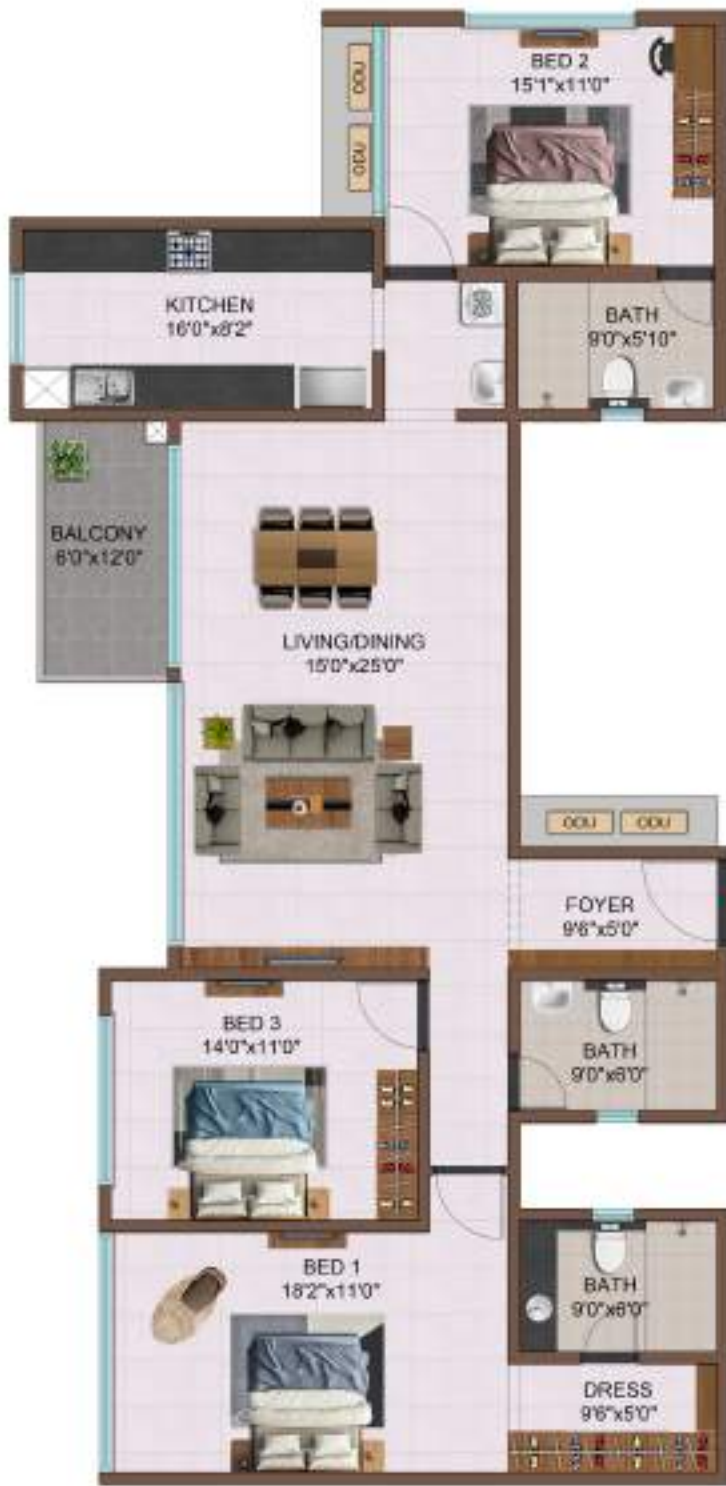 ODU
ODU
BED 2
15'1"x11'0"
KITCHEN
16'0"x8'2"
BATH
9'0"x5'10"
BALCONY
6'0"x12'0"
LIVING/DINING
15'0"x25'0"
ODU
ODU
FOYER
9'6"x5'0"
BED 3
14'0"x11'0"
BATH
9'0"x6'0"
BED 1
18'2"x11'0"
BATH
9'0"x6'0"
DRESS
9'6"x5'0"